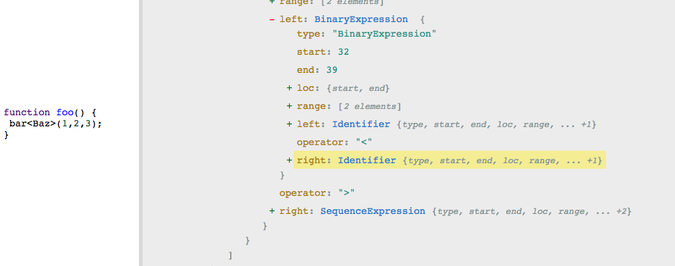 function foo() {
bar<Baz>(1,2,3);
}
+ range: [2 elements]
- left: BinaryExpression {
type: "BinaryExpression"
start: 32
end: 39
+ loc: {start, end}
+ range: [2 elements]
+ left: Identifier {type, start, end, loc, range, ... +1}
operator: "<"
+ right: Identifier {type, start, end, loc, range, ... +1}
}
operator: ">"
+ right: SequenceExpression {type, start, end, loc, range, ... +2}
}
}
]